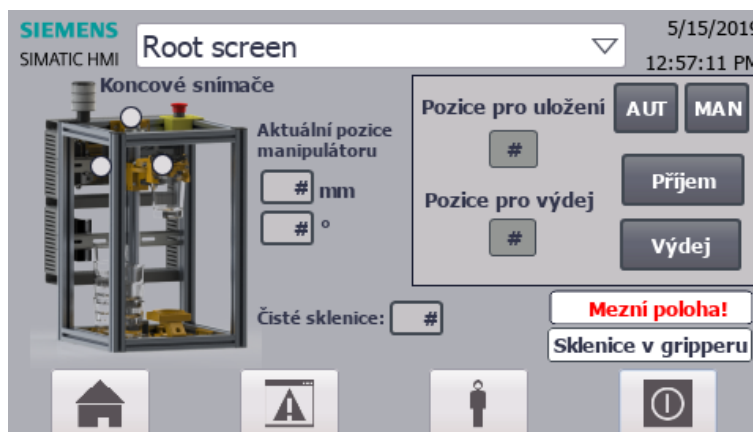 SIEMENS
SIMATIC HMI
Root screen
5/15/2019
12:57:11 PM
Koncové snímače
Aktuální pozice
manipulátoru
# mm
# °
Čisté sklenice: #
Pozice pro uložení
#
Pozice pro výdej
#
AUT MAN
Příjem
Výdej
Mezní poloha!
Sklenice v gripperu